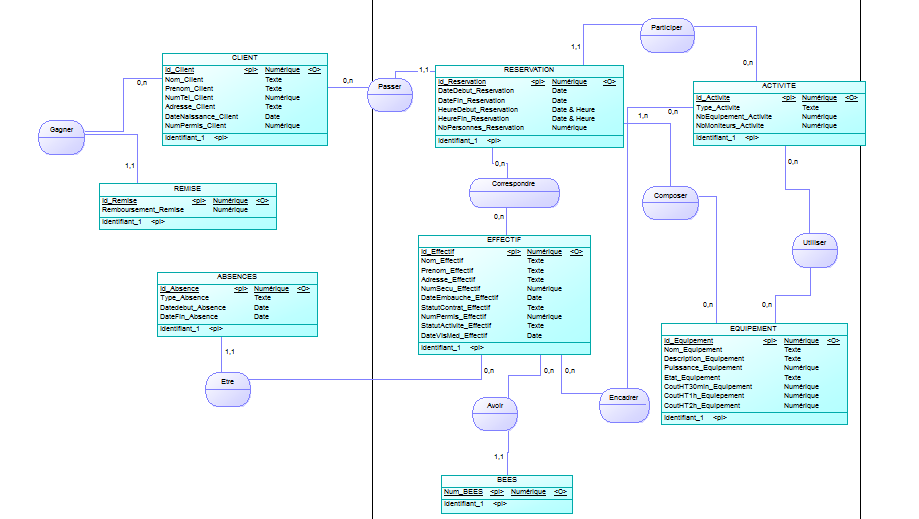 Participer
1,1
0,n
CLIENT
Id_Client <pi> Numérique <O>
Nom_Client Texte
Prenom_Client Texte
NumTel_Client Numérique
Adresse_Client Texte
DateNaissance_Client Date
NumPermis_Client Numérique
Identifiant_1 <pi>
0,n
0,n
Passer
1,1
RESERVATION
Id_Reservation <pi> Numérique <O>
DateDebut_Reservation Date
DateFin_Reservation Date
HeureDebut_Reservation Date & Heure
HeureFin_Reservation Date & Heure
NbPersonnes_Reservation Numérique
Identifiant_1 <pi>
ACTIVITE
Id_Activite <pi> Numérique <O>
Type_Activite Texte
NbEquipement_Activite Numérique
NbMoniteurs_Activite Numérique
Identifiant_1 <pi>
1,n
0,n
Gagner
1,1
0,n
0,n
Correspondre
0,n
REMISE
Id_Remise <pi> Numérique <O>
Remboursement_Remise Numérique
Identifiant_1 <pi>
Composer
Utiliser
EFFECTIF
Id_Effectif <pi> Numérique <O>
Nom_Effectif Texte
Prenom_Effectif Texte
Adresse_Effectif Texte
NumSecu_Effectif Numérique
DateEmbauche_Effectif Date
StatutContrat_Effectif Texte
NumPermis_Effectif Numérique
StatutActivite_Effectif Texte
DateVisMed_Effectif Date
Identifiant_1 <pi>
ABSENCES
Id_Absence <pi> Numérique <O>
Type_Absence Texte
Datedebut_Absence Date
DateFin_Absence Date
Identifiant_1 <pi>
0,n
0,n
EQUIPEMENT
Id_Equipement <pi> Numérique <O>
Nom_Equipement Texte
Description_Equipement Texte
Puissance_Equipement Numérique
Etat_Equipement Texte
CoutHT30min_Equipement Numérique
CoutHT1h_Equiepement Numérique
CoutHT2h_Equipement Numérique
Identifiant_1 <pi>
1,1
Etre
0,n
0,n
0,n
Avoir
Encadrer
1,1
BEES
Num_BEES <pi> Numérique <O>
Identifiant_1 <pi>